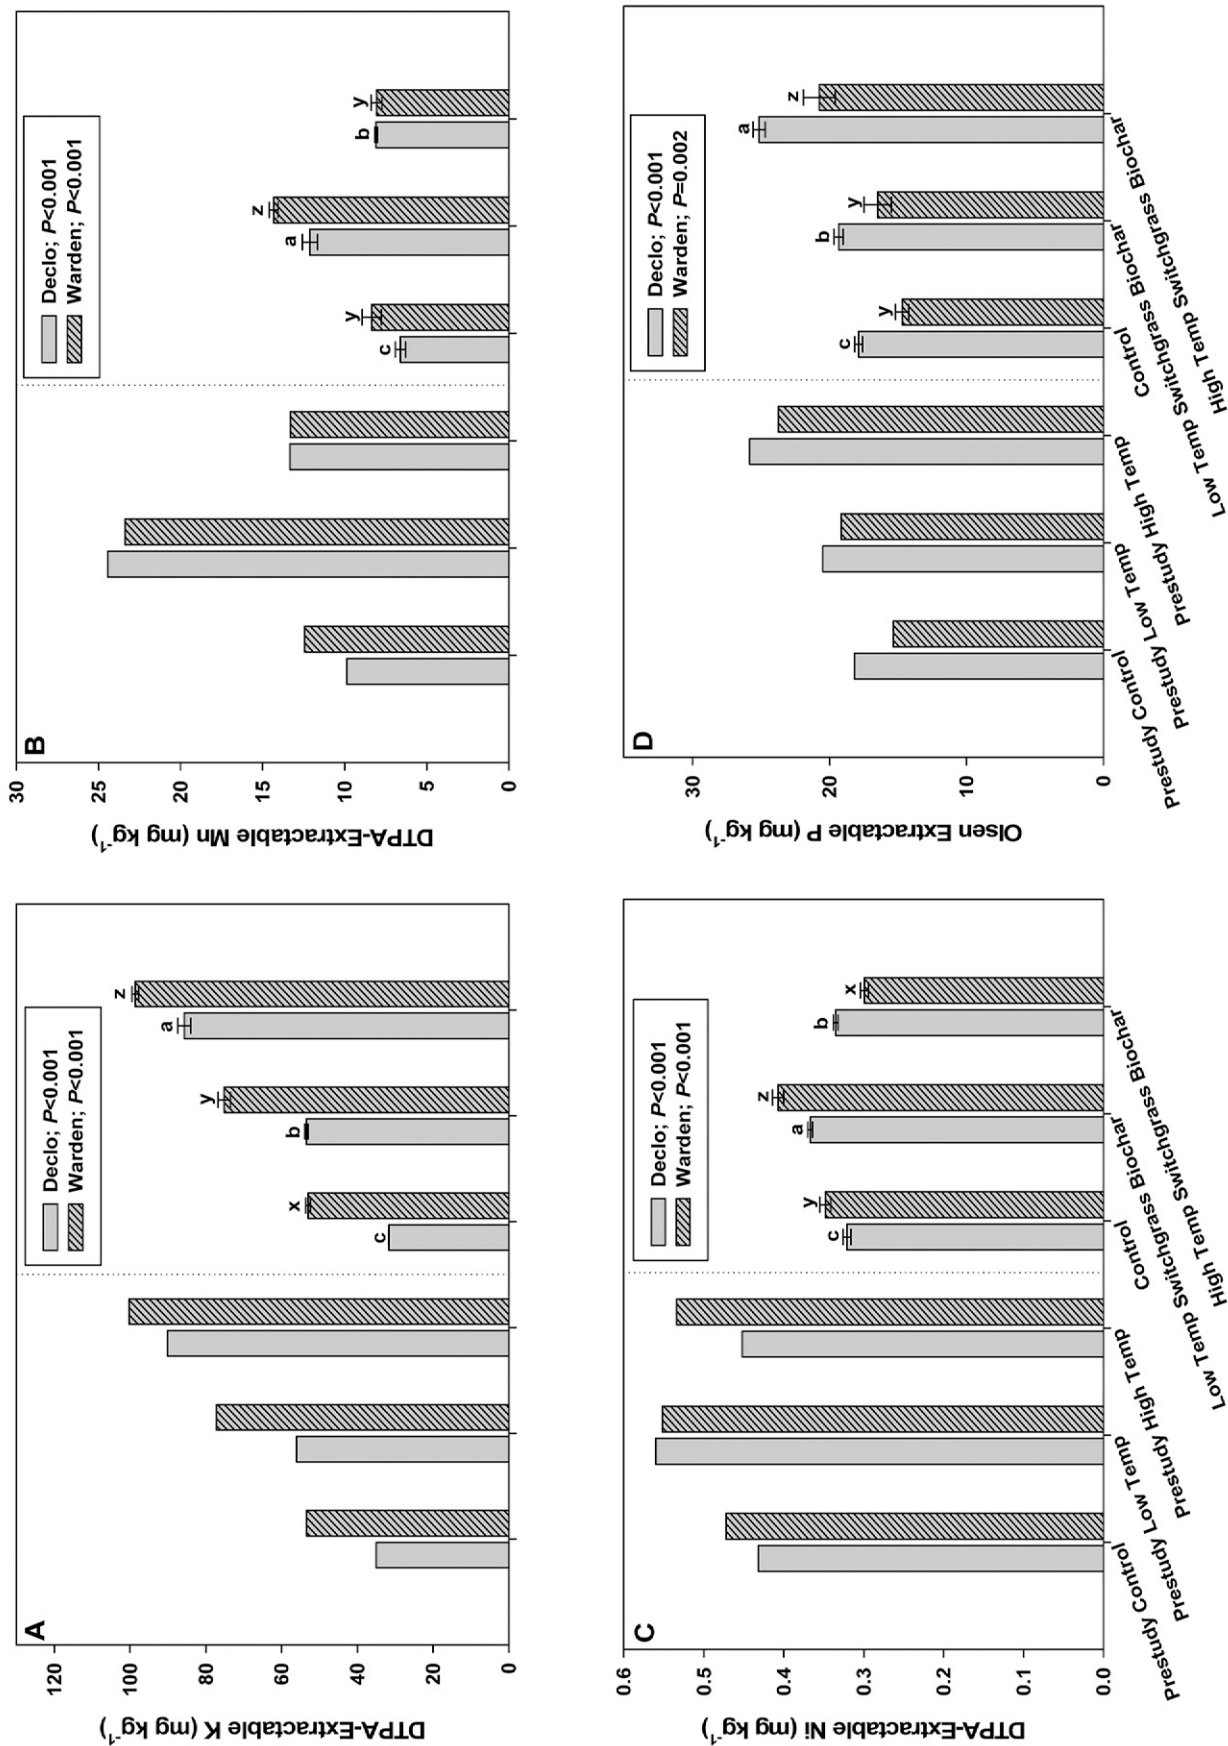 A
Declo; P<0.001
Warden; P<0.001
DTPA-Extractable K (mg kg-1)
120
100
80
60
40
20
0
c
x
b
y
a
z
B
Declo; P<0.001
Warden; P<0.001
DTPA-Extractable Mn (mg kg-1)
30
25
20
15
10
5
0
c
y
a
z
b
y
C
Declo; P<0.001
Warden; P<0.001
DTPA-Extractable Ni (mg kg-1)
0.6
0.5
0.4
0.3
0.2
0.1
0.0
c
y
a
z
b
x
Prestudy Control
Prestudy Low Temp
Prestudy High Temp
Control
Low Temp Switchgrass Biochar
High Temp Switchgrass Biochar
D
Declo; P<0.001
Warden; P=0.002
Olsen Extractable P (mg kg-1)
30
20
10
0
c
y
b
y
a
z
Prestudy Control
Prestudy Low Temp
Prestudy High Temp
Control
Low Temp Switchgrass Biochar
High Temp Switchgrass Biochar